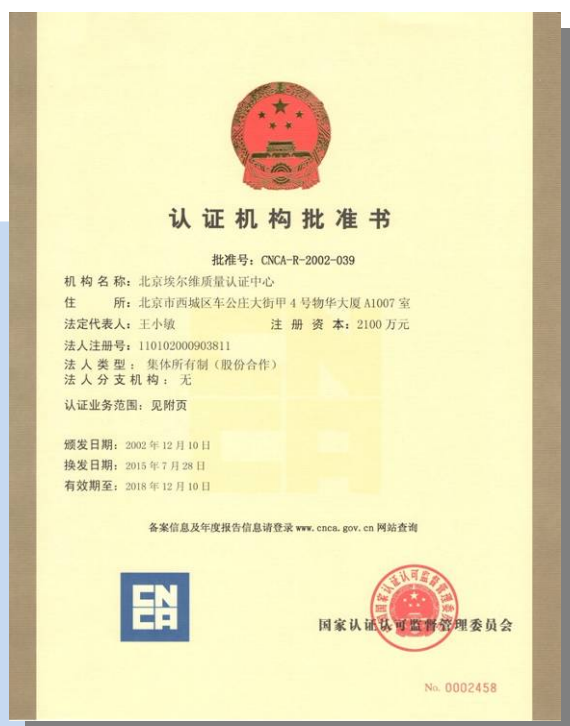 认证机构批准书
批准号：CNCA-R-2002-039
机构名称：北京埃尔维质量认证中心
住 所：北京市西城区车公庄大街甲4号物华大厦A1007室
法定代表人：王小敏 注册资本：2100万元
法人注册号：110102000903811
法人类型：集体所有制（股份合作）
法人分支机构：无
认证业务范围：见附页
颁发日期：2002年12月10日
换发日期：2015年7月28日
有效期至：2018年12月10日
备案信息及年度报告信息请登录www.cnca.gov.cn网站查询
CN
CA
国家认证认可监督管理委员会
No. 0002458